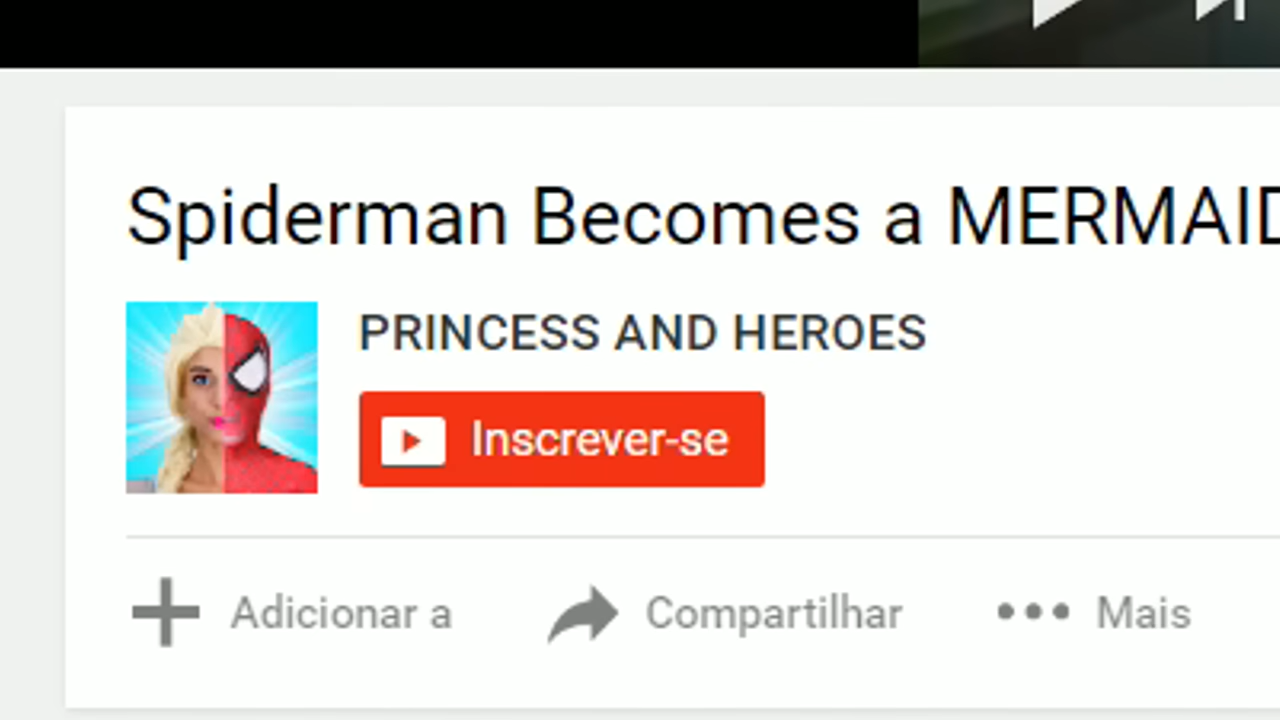 Spiderman Becomes a MERMAID
PRINCESS AND HEROES
Inscrever-se
Adicionar a
Compartilhar
Mais